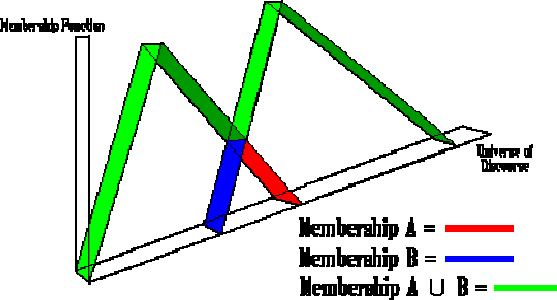 Membership Function
Universe of
Discourse
Membership A =
Membership B =
Membership A ∪ B =